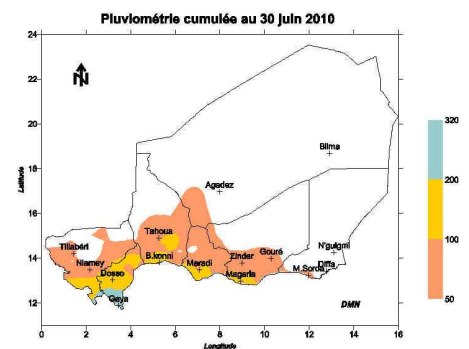 Pluviométrie cumulée au 30 juin 2010
24
22
20
18
16
14
12
Latitude
N
Bilma
Agadez
Tahoua
Tillabéri
N'guigmi
B.konni
Niamey
Gouré
Zinder
Maradi
Diffa
M.Soroa
Dosso
Magaria
Gaya
DMN
0 2 4 6 8 10 12 14 16
Longitude
320
200
100
50